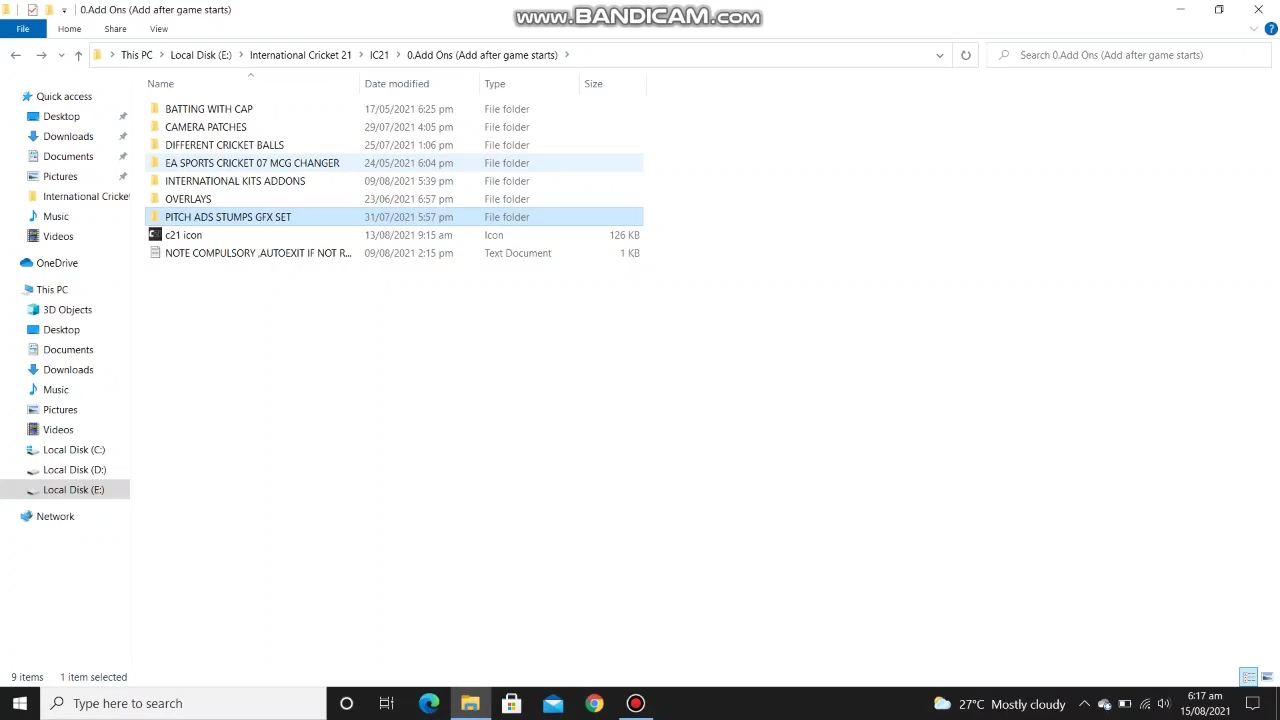 0.Add Ons (Add after game starts)
www.BANDICAM.com
File Home Share View
This PC > Local Disk (E:) > International Cricket 21 > IC21 > 0.Add Ons (Add after game starts) >
Search 0.Add Ons (Add after game starts)
Name Date modified Type Size
Quick access
Desktop
Downloads
Documents
Pictures
International Cricket
Music
Videos
OneDrive
This PC
3D Objects
Desktop
Documents
Downloads
Music
Pictures
Videos
Local Disk (C:)
Local Disk (D:)
Local Disk (E:)
Network
BATTING WITH CAP 17/05/2021 6:25 pm File folder
CAMERA PATCHES 29/07/2021 4:05 pm File folder
DIFFERENT CRICKET BALLS 25/07/2021 1:06 pm File folder
EA SPORTS CRICKET 07 MCG CHANGER 24/05/2021 6:04 pm File folder
INTERNATIONAL KITS ADDONS 09/08/2021 5:39 pm File folder
OVERLAYS 23/06/2021 6:57 pm File folder
PITCH ADS STUMPS GFX SET 31/07/2021 5:57 pm File folder
c21 icon 13/08/2021 9:15 am Icon 126 KB
NOTE COMPULSORY ,AUTOEXIT IF NOT R... 09/08/2021 2:15 pm Text Document 1 KB
9 items 1 item selected
Type here to search
27°C Mostly cloudy
6:17 am
15/08/2021